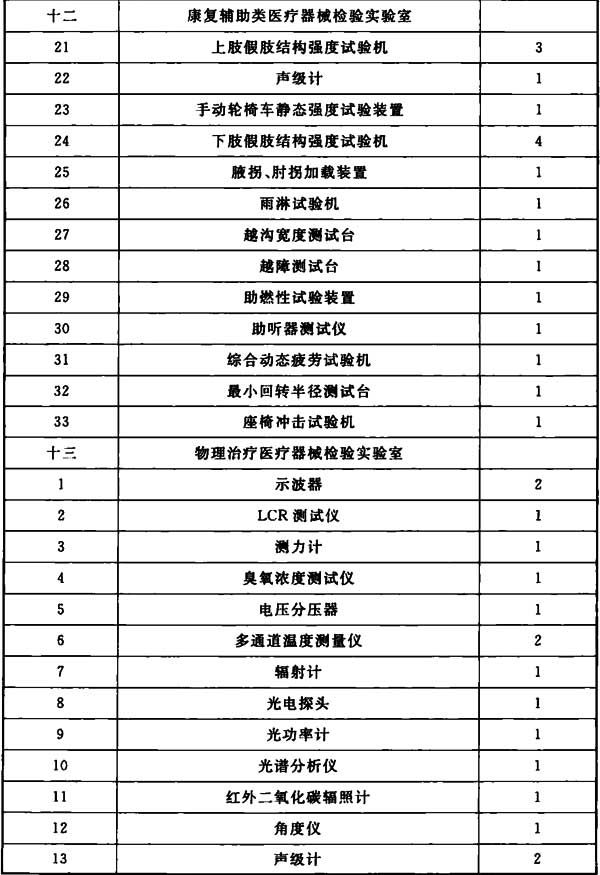 十二 康复辅助类医疗器械检验实验室
21 上肢假肢结构强度试验机 3
22 声级计 1
23 手动轮椅车静态强度试验装置 1
24 下肢假肢结构强度试验机 4
25 腋拐、肘拐加载装置 1
26 雨淋试验机 1
27 越沟宽度测试台 1
28 越障测试台 1
29 助燃性试验装置 1
30 助听器测试仪 1
31 综合动态疲劳试验机 1
32 最小回转半径测试台 1
33 座椅冲击试验机 1
十三 物理治疗医疗器械检验实验室
1 示波器 2
2 LCR 测试仪 1
3 测力计 1
4 臭氧浓度测试仪 1
5 电压分压器 1
6 多通道温度测量仪 2
7 辐射计 1
8 光电探头 1
9 光功率计 1
10 光谱分析仪 1
11 红外二氧化碳辐照计 1
12 角度仪 1
13 声级计 2